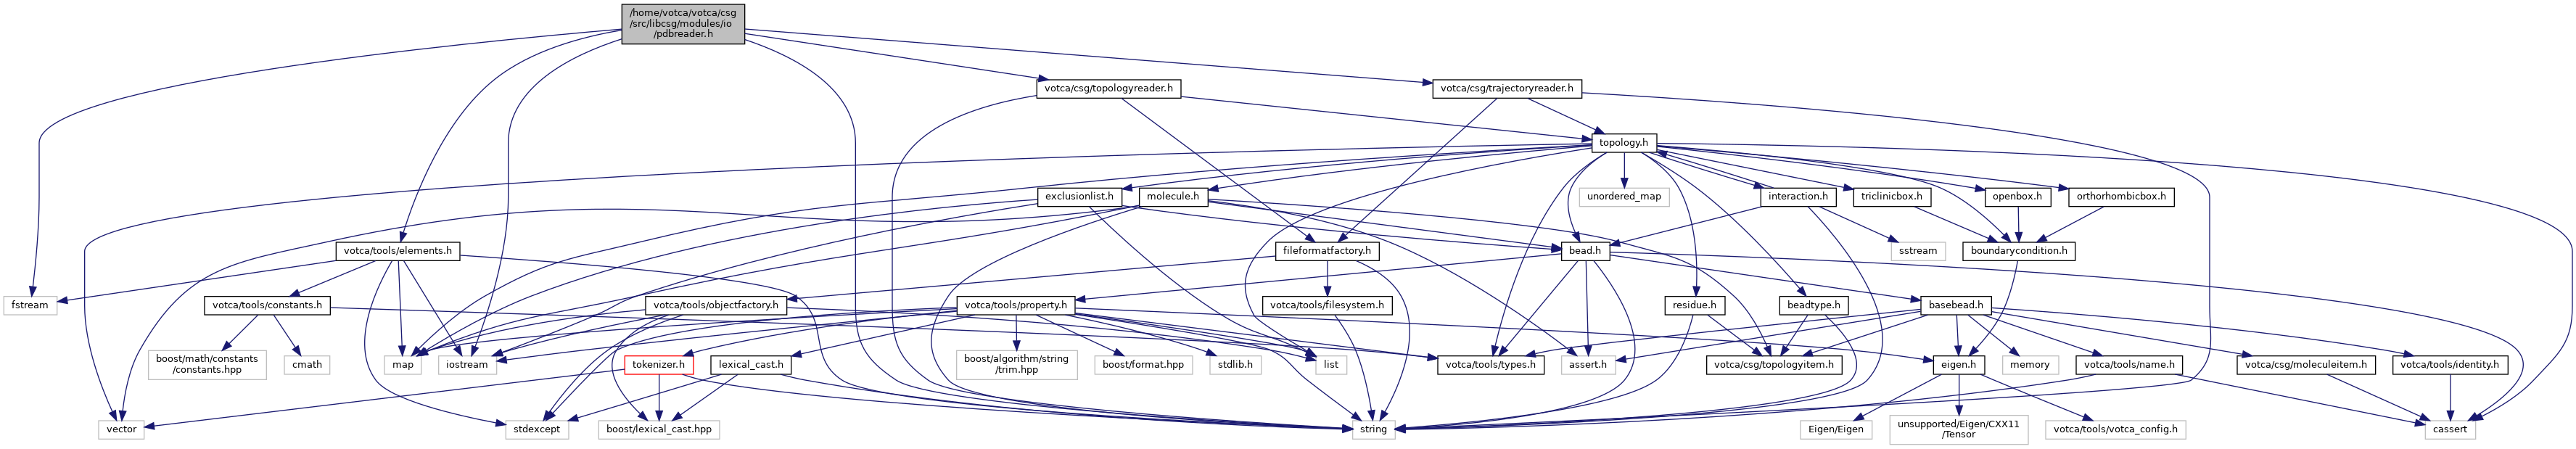 /home/votca/votca/csg
/src/libcsg/modules/io
/pdbreader.h
votca/csg/topologyreader.h
votca/csg/trajectoryreader.h
topology.h
exclusionlist.h
molecule.h
unordered_map
interaction.h
triclinicbox.h
openbox.h
orthorhombicbox.h
votca/tools/elements.h
fileformatfactory.h
bead.h
sstream
boundarycondition.h
fstream
votca/tools/constants.h
votca/tools/objectfactory.h
votca/tools/property.h
votca/tools/filesystem.h
residue.h
beadtype.h
basebead.h
boost/math/constants
/constants.hpp
cmath
map
iostream
tokenizer.h
lexical_cast.h
boost/algorithm/string
/trim.hpp
boost/format.hpp
stdlib.h
list
votca/tools/types.h
assert.h
votca/csg/topologyitem.h
eigen.h
memory
votca/tools/name.h
votca/csg/moleculeitem.h
votca/tools/identity.h
vector
stdexcept
boost/lexical_cast.hpp
string
Eigen/Eigen
unsupported/Eigen/CXX11
/Tensor
votca/tools/votca_config.h
cassert